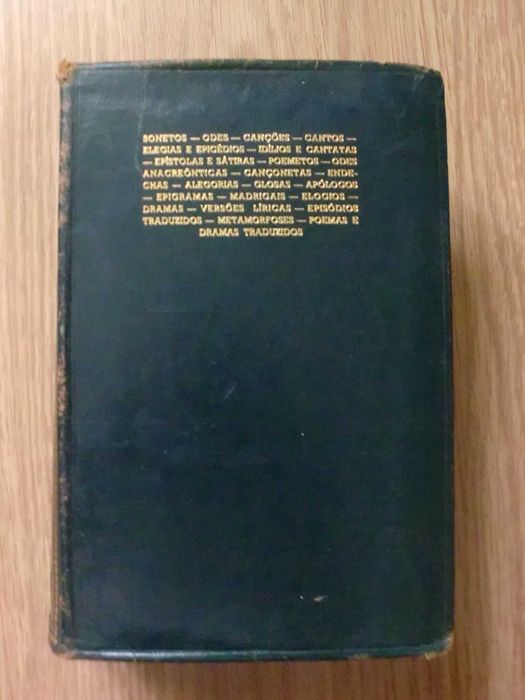 SONETOS — ODES — CANÇÕES — CANTOS —
ELEGIAS E EPICÉDIOS — IDÍLIOS E CANTATAS
— EPÍSTOLAS E SÁTIRAS — POEMETOS — ODES
ANACREÔNTICAS — CANÇONETAS — ENDE-
CHAS — ALEGORIAS — GLOSAS — APÓLOGOS
— EPIGRAMAS — MADRIGAIS — ELOGIOS —
DRAMAS — VERSÕES LÍRICAS — EPISÓDIOS
TRADUZIDOS — METAMORFOSES — POEMAS E
DRAMAS TRADUZIDOS